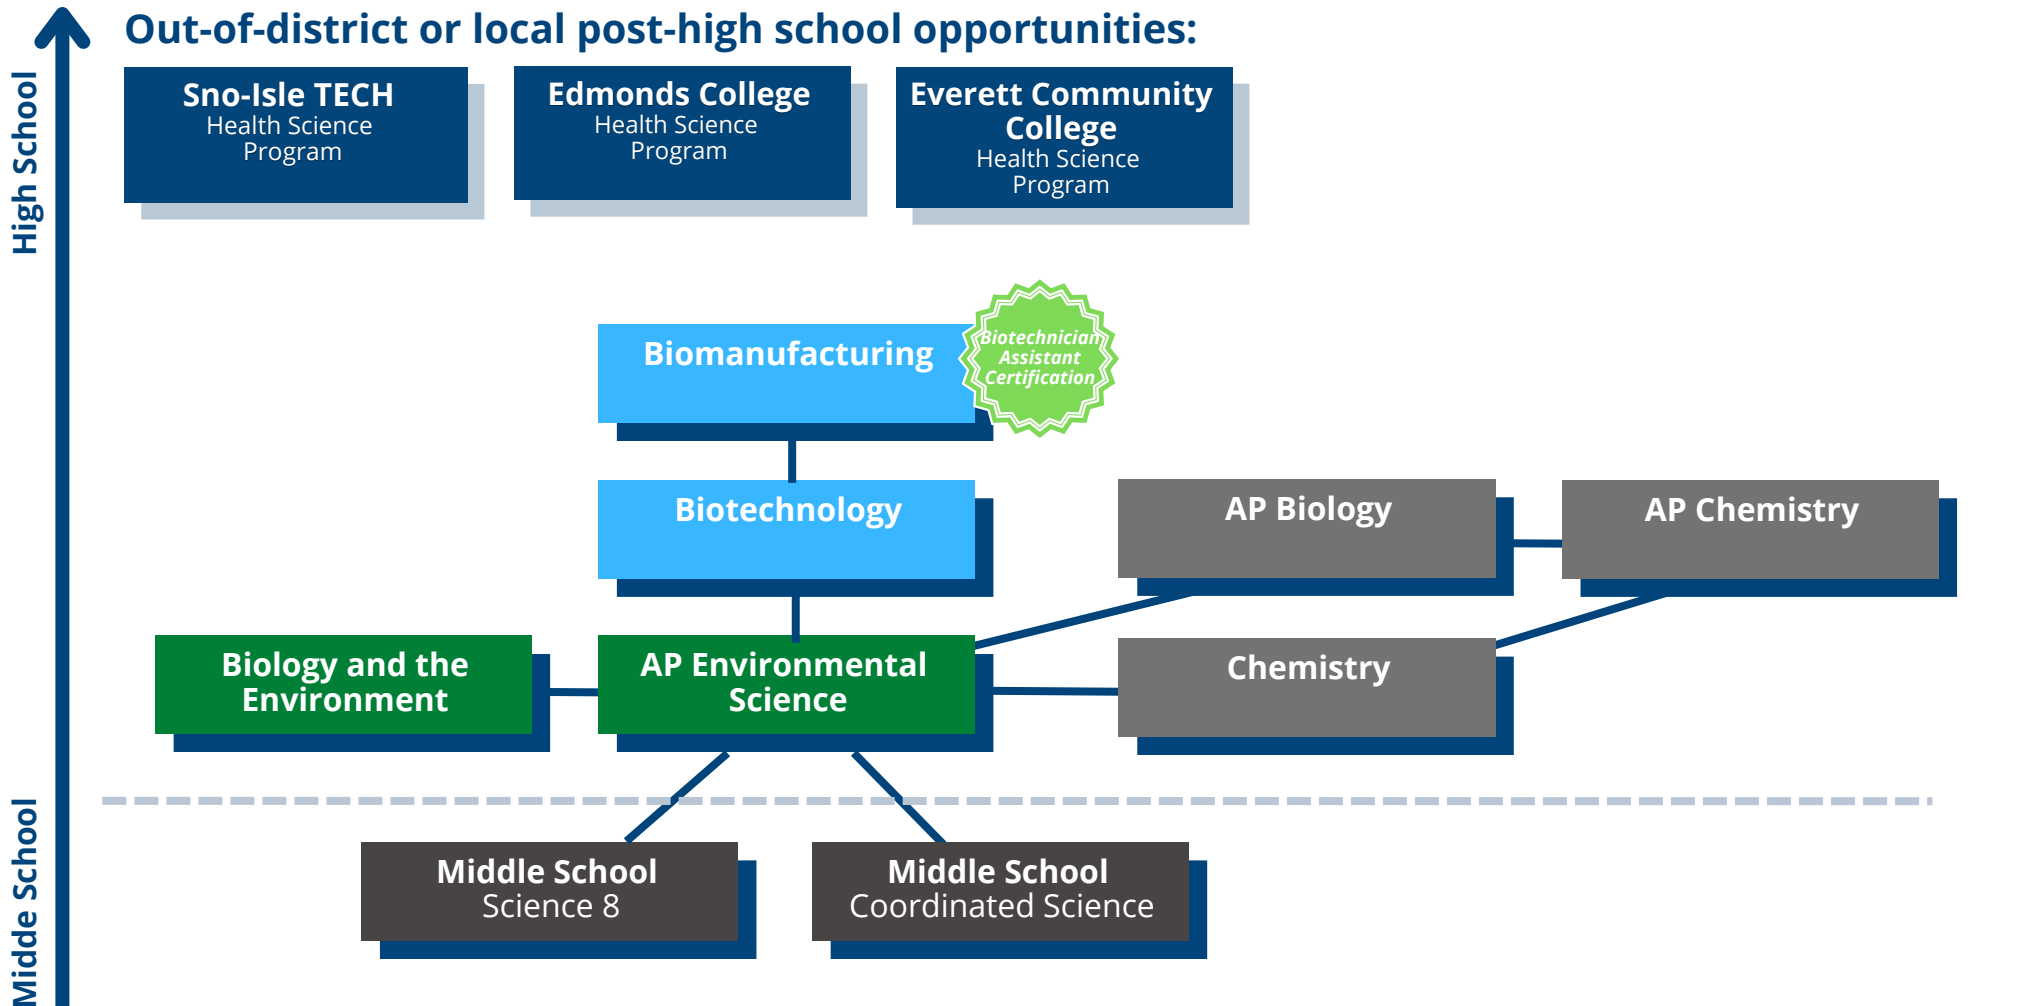 Out-of-district or local post-high school opportunities:
High School
Sno-Isle TECH
Health Science
Program
Edmonds College
Health Science
Program
Everett Community
College
Health Science
Program
Biomanufacturing
Biotechnician
Assistant
Certification
Biotechnology
AP Biology
AP Chemistry
Biology and the
Environment
AP Environmental
Science
Chemistry
Midde School
Middle School
Science 8
Middle School
Coordinated Science